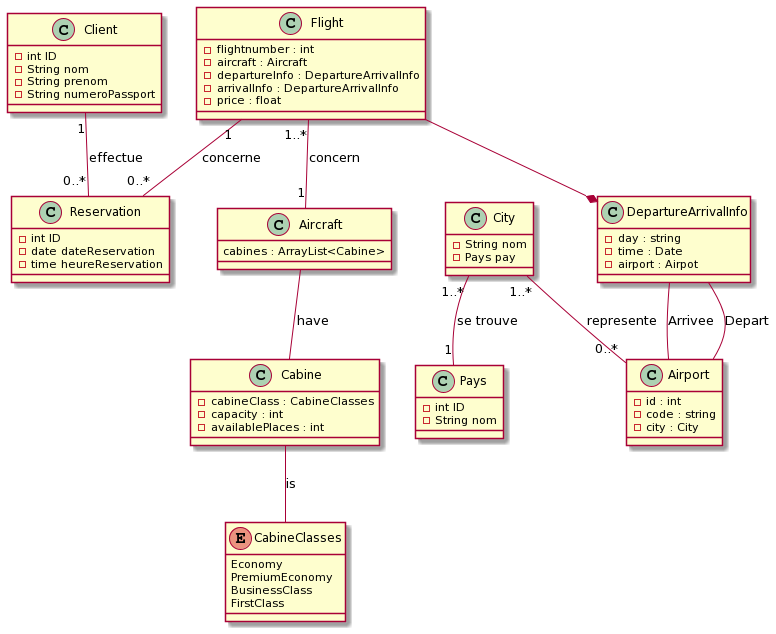 C Client
int ID
String nom
String prenom
String numeroPassport
C Flight
flightnumber : int
aircraft : Aircraft
departureInfo : DepartureArrivalInfo
arrivalInfo : DepartureArrivalInfo
price : float
1
effectue
0..*
1
concerne
0..*
1..*
concern
1
C Reservation
int ID
date dateReservation
time heureReservation
C Aircraft
cabines : ArrayList<Cabine>
C City
String nom
Pays pay
C DepartureArrivalInfo
day : string
time : Date
airport : Airpot
have
1..*
se trouve
1
1..*
represente
0..*
Arrivee
Depart
C Cabine
cabineClass : CabineClasses
capacity : int
availablePlaces : int
C Pays
int ID
String nom
C Airport
id : int
code : string
city : City
is
E CabineClasses
Economy
PremiumEconomy
BusinessClass
FirstClass